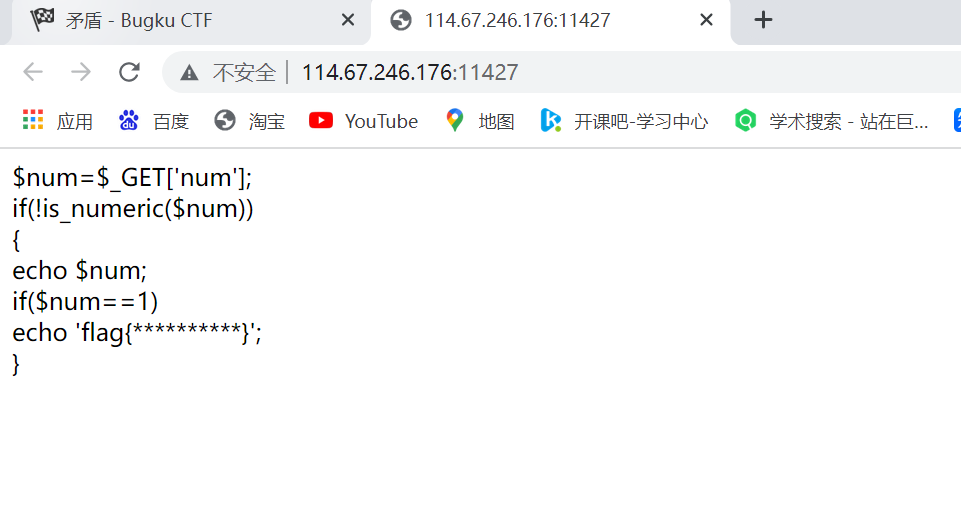 矛盾 - Bugku CTF
114.67.246.176:11427
不安全 | 114.67.246.176:11427
应用 百度 淘宝 YouTube 地图 开课吧-学习中心 学术搜索 - 站在巨...
$num=$_GET['num'];
if(!is_numeric($num))
{
echo $num;
if($num==1)
echo 'flag{**********}';
}